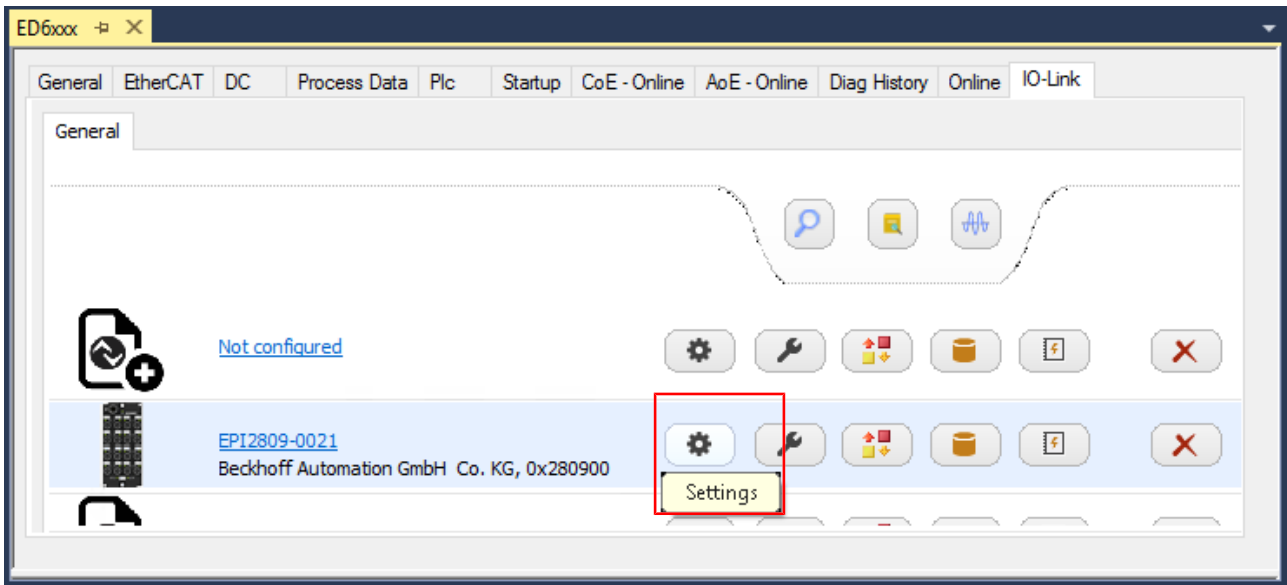 ED6xxx
General EtherCAT DC Process Data Plc Startup CoE - Online AoE - Online Diag History Online IO-Link
General
Not configured
EPI2809-0021
Beckhoff Automation GmbH Co. KG, 0x280900
Settings